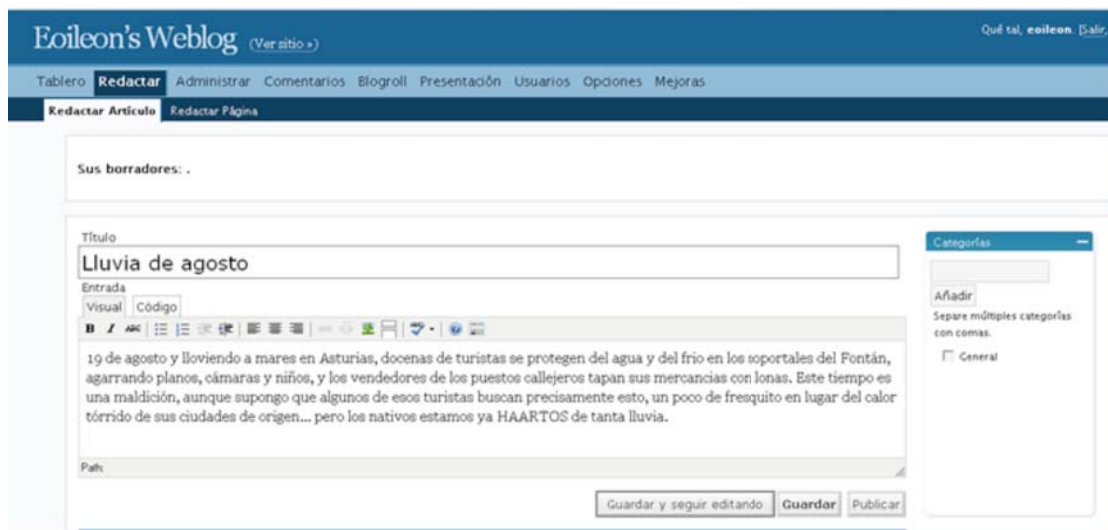 Eoileon's Weblog (Ver sitio »)
Qué tal, eoileon. [Salir,
Tablero Redactar Administrar Comentarios Blogroll Presentación Usuarios Opciones Mejoras
Redactar Artículo Redactar Página
Sus borradores: .
Título
Lluvia de agosto
Entrada
Visual Código
B I ABC
19 de agosto y lloviendo a mares en Asturias, docenas de turistas se protegen del agua y del frio en los soportales del Fontán,
agarrando planos, cámaras y niños, y los vendedores de los puestos callejeros tapan sus mercancias con lonas. Este tiempo es
una maldición, aunque supongo que algunos de esos turistas buscan precisamente esto, un poco de fresquito en lugar del calor
tórrido de sus ciudades de origen... pero los nativos estamos ya HAARTOS de tanta lluvia.
Path:
Guardar y seguir editando Guardar Publicar
Categorías
Añadir
Separe múltiples categorías
con comas.
General